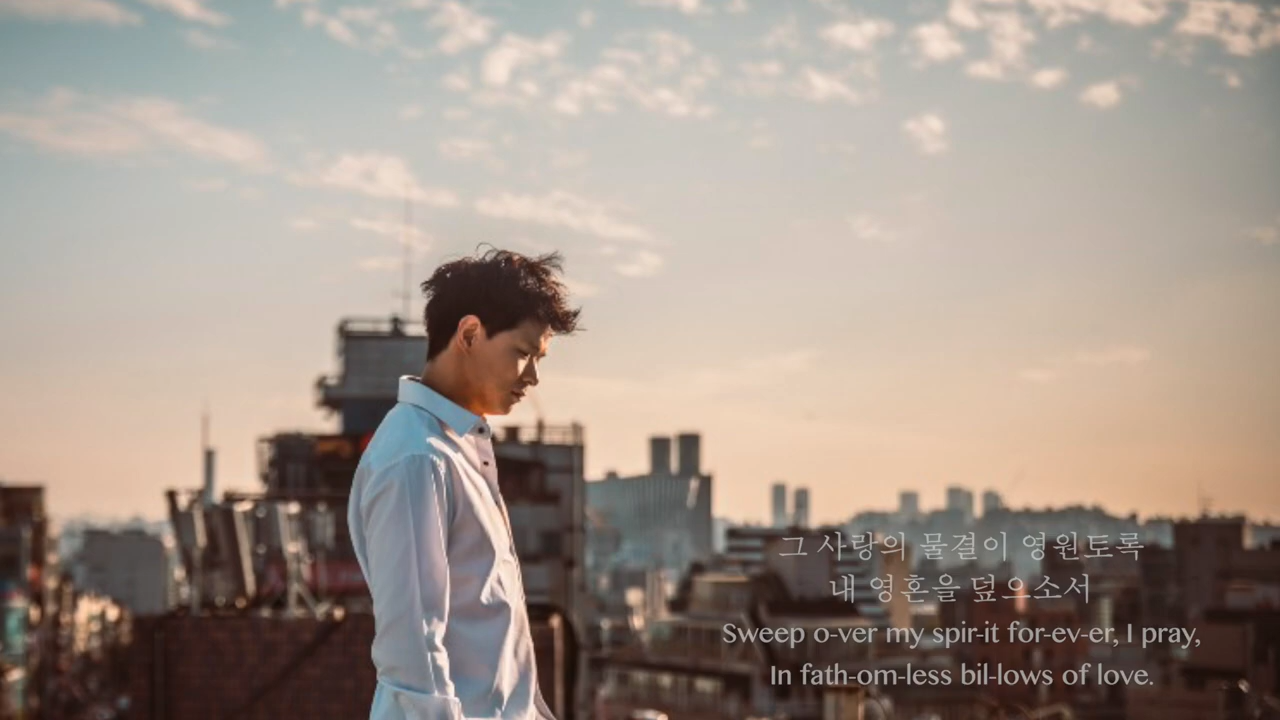 그 사랑의 물결이 영원토록
내 영혼을 덮으소서
Sweep o-ver my spir-it for-ev-er, I pray,
In fath-om-less bil-lows of love.